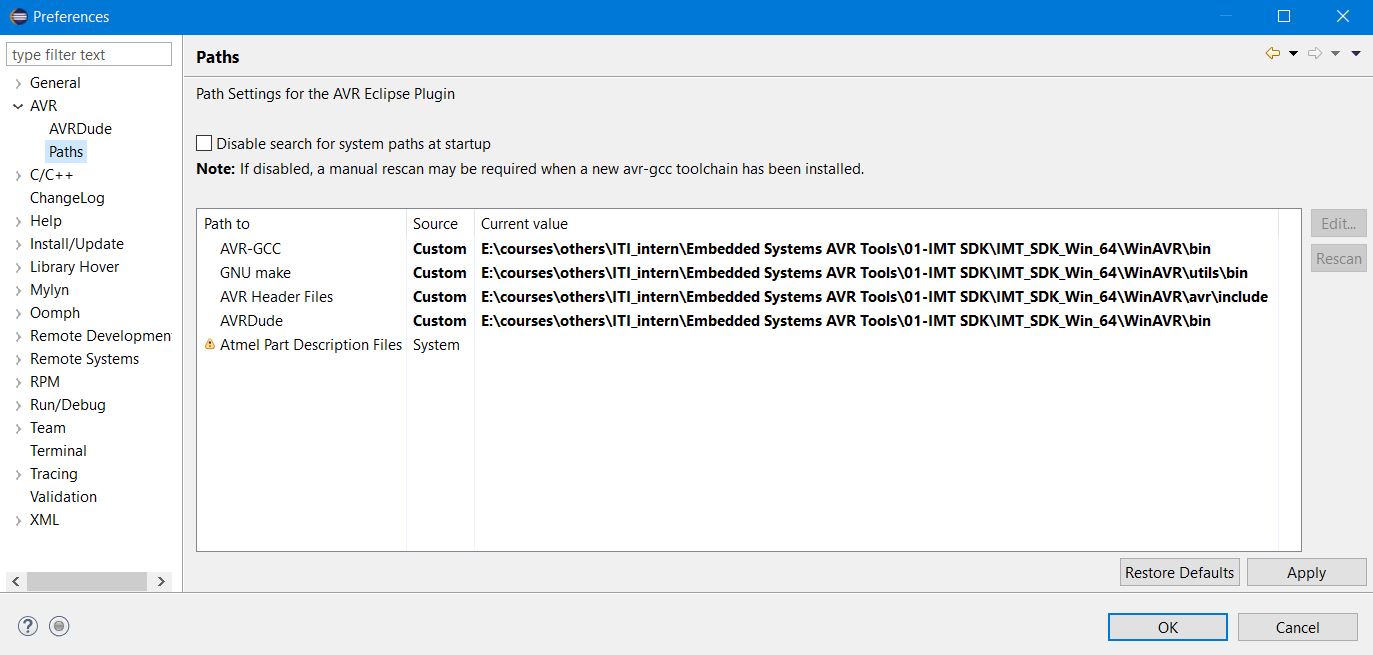 Preferences
type filter text
General
AVR
AVRDude
Paths
C/C++
ChangeLog
Help
Install/Update
Library Hover
Mylyn
Oomph
Remote Development
Remote Systems
RPM
Run/Debug
Team
Terminal
Tracing
Validation
XML
Paths
Path Settings for the AVR Eclipse Plugin
Disable search for system paths at startup
Note: If disabled, a manual rescan may be required when a new avr-gcc toolchain has been installed.
Path to Source Current value
AVR-GCC Custom E:\courses\others\ITI_intern\Embedded Systems AVR Tools\01-IMT SDK\IMT_SDK_Win_64\WinAVR\bin
GNU make Custom E:\courses\others\ITI_intern\Embedded Systems AVR Tools\01-IMT SDK\IMT_SDK_Win_64\WinAVR\utils\bin
AVR Header Files Custom E:\courses\others\ITI_intern\Embedded Systems AVR Tools\01-IMT SDK\IMT_SDK_Win_64\WinAVR\avr\include
AVRDude Custom E:\courses\others\ITI_intern\Embedded Systems AVR Tools\01-IMT SDK\IMT_SDK_Win_64\WinAVR\bin
Atmel Part Description Files System
Edit...
Rescan
Restore Defaults Apply
OK Cancel